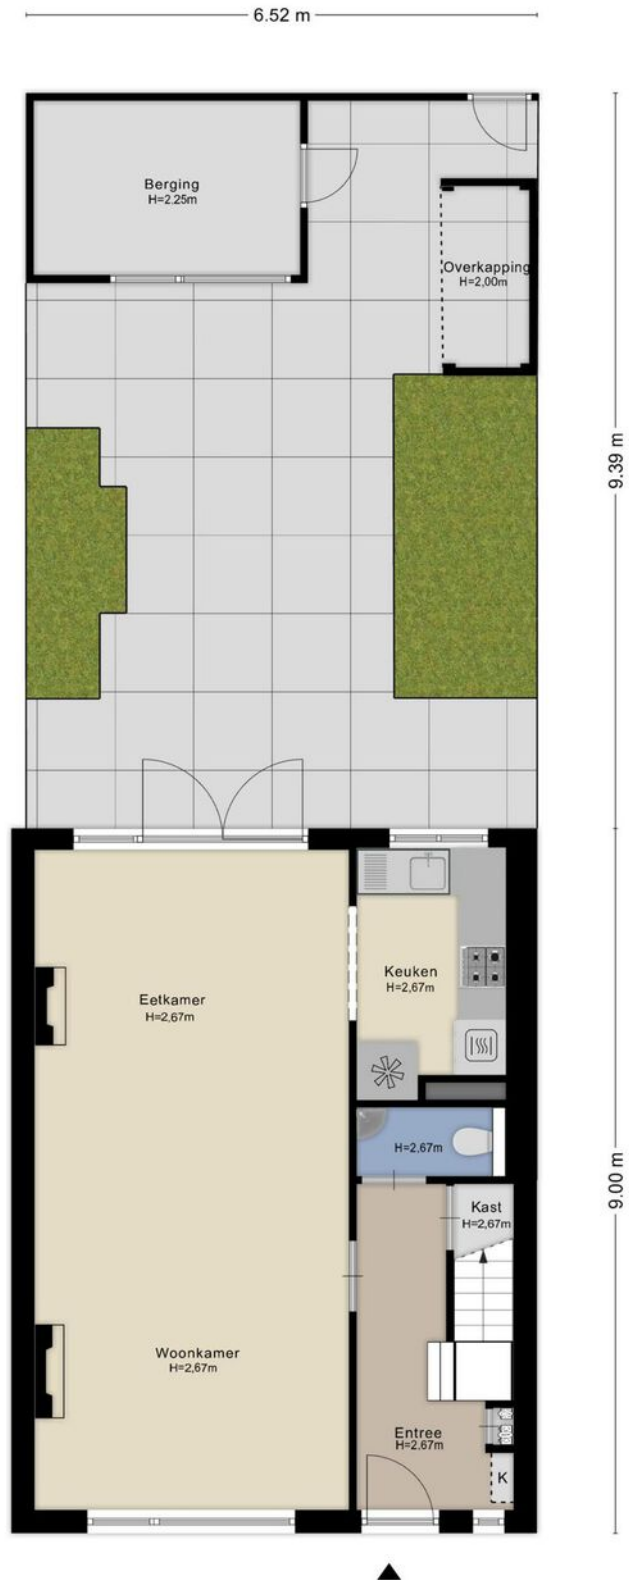 6.52 m
Berging
H=2.25m
Overkapping
H=2,00m
9.39 m
Keuken
H=2,67m
Eetkamer
H=2,67m
H=2,67m
9.00 m
Kast
H=2,67m
Woonkamer
H=2,67m
Entree
H=2.67m
K